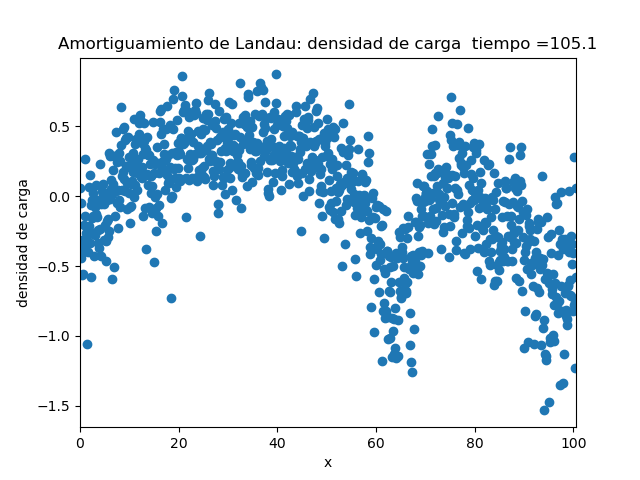 Amortiguamiento de Landau: densidad de carga  tiempo =105.1
densidad de carga
0.5
0.0
−0.5
−1.0
−1.5
0 20 40 60 80 100
x